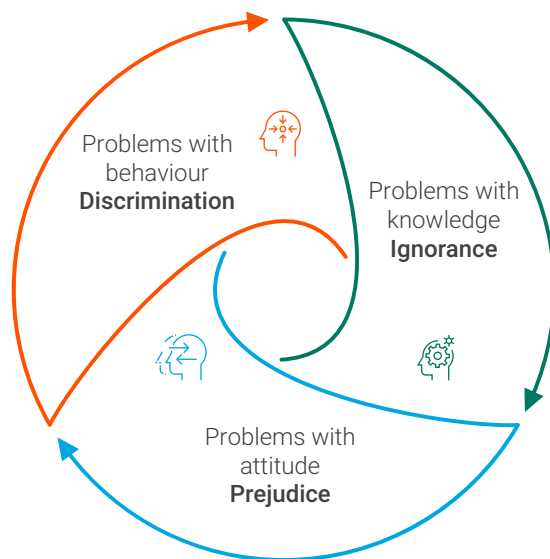 Problems with
behaviour
Discrimination
Problems with
knowledge
Ignorance
Problems with
attitude
Prejudice